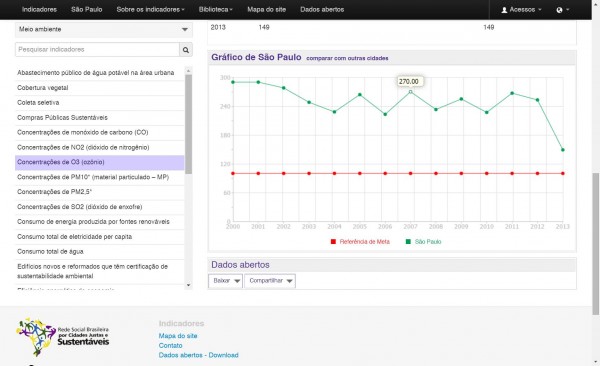 Indicadores São Paulo Sobre os indicadores Biblioteca Mapa do site Dados abertos Acessos
Meio ambiente
2013 149 149
Pesquisar indicadores
Abastecimento público de água potável na área urbana
Cobertura vegetal
Coleta seletiva
Compras Públicas Sustentáveis
Concentrações de monóxido de carbono (CO)
Concentrações de NO2 (dióxido de nitrogênio)
Concentrações de O3 (ozônio)
Concentrações de PM10" (material particulado – MP)
Concentrações de PM2,5"
Concentrações de SO2 (dióxido de enxofre)
Consumo de energia produzida por fontes renováveis
Consumo total de eletricidade per capita
Consumo total de água
Edifícios novos e reformados que têm certificação de
sustentabilidade ambiental
Gráfico de São Paulo comparar com outras cidades
270.00
300
240
180
120
60
0
2000 2001 2002 2003 2004 2005 2006 2007 2008 2009 2010 2011 2012 2013
Referência de Meta São Paulo
Dados abertos
Baixar Compartilhar
Rede Social Brasileira
por Cidades Justas e
Sustentáveis
Indicadores
Mapa do site
Contato
Dados abertos - Download